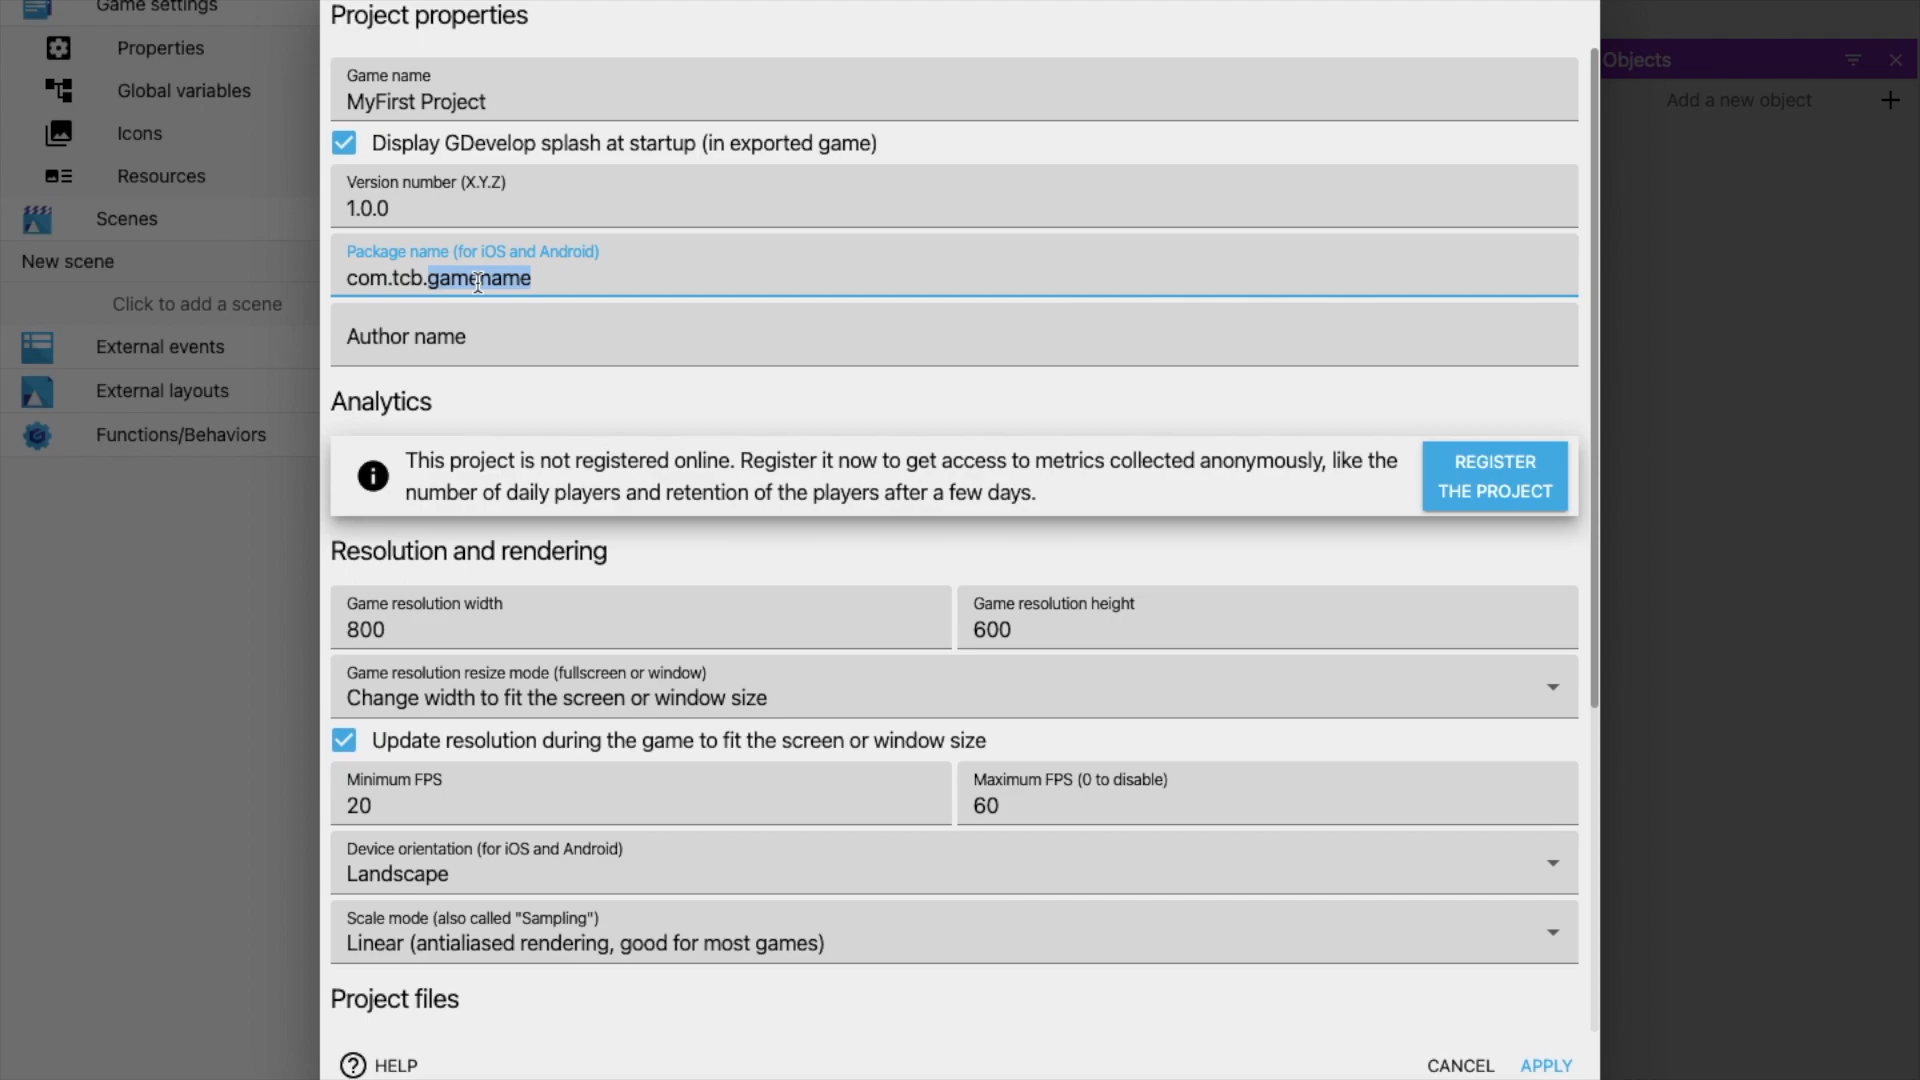 Game settings
Properties
Global variables
Icons
Resources
Scenes
New scene
Click to add a scene
External events
External layouts
Functions/Behaviors
Project properties
Game name
MyFirst Project
Display GDevelop splash at startup (in exported game)
Version number (X.Y.Z)
1.0.0
Package name (for iOS and Android)
com.tcb.gamename
Author name
Analytics
This project is not registered online. Register it now to get access to metrics collected anonymously, like the
number of daily players and retention of the players after a few days.
REGISTER
THE PROJECT
Resolution and rendering
Game resolution width
800
Game resolution height
600
Game resolution resize mode (fullscreen or window)
Change width to fit the screen or window size
Update resolution during the game to fit the screen or window size
Minimum FPS
20
Maximum FPS (0 to disable)
60
Device orientation (for iOS and Android)
Landscape
Scale mode (also called "Sampling")
Linear (antialiased rendering, good for most games)
Project files
HELP
CANCEL
APPLY
Objects
Add a new object